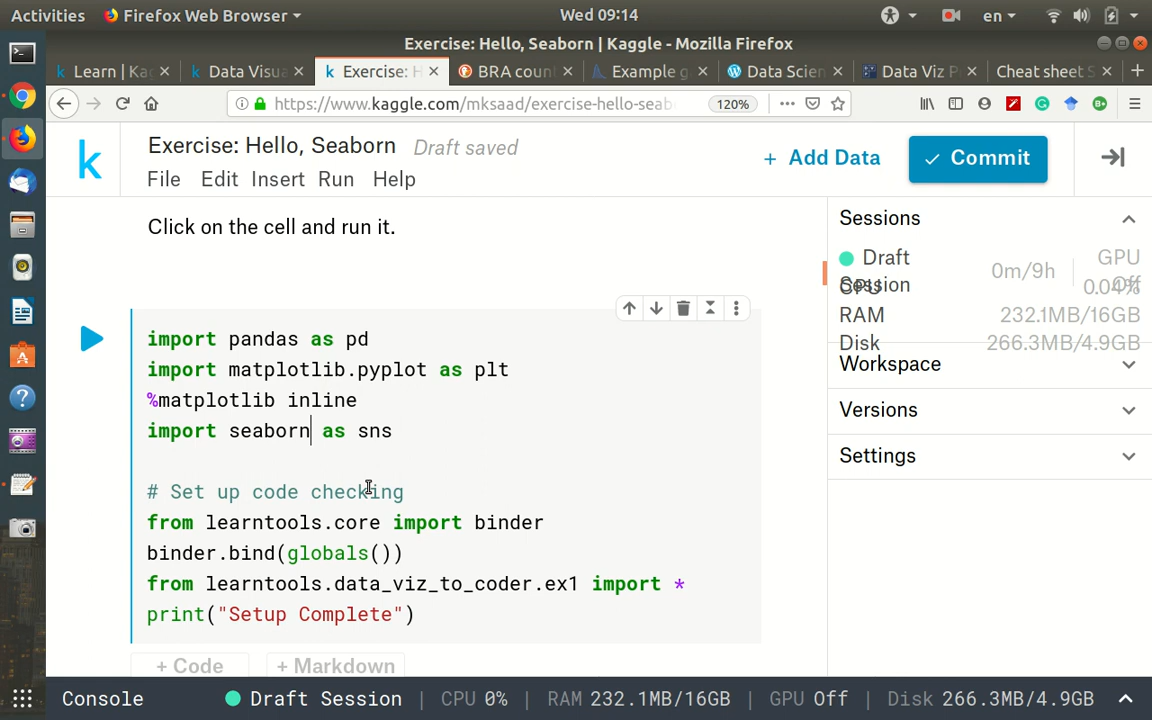 Activities Firefox Web Browser Wed 09:14 en
Exercise: Hello, Seaborn | Kaggle - Mozilla Firefox
k Learn | Ka k Data Visua k Exercise: H BRA coun Example g Data Scien Data Viz P Cheat sheet S
https://www.kaggle.com/mksaad/exercise-hello-seab 120%
k Exercise: Hello, Seaborn Draft saved
+ Add Data Commit
File Edit Insert Run Help
Click on the cell and run it.
import pandas as pd
import matplotlib.pyplot as plt
%matplotlib inline
import seaborn as sns
# Set up code checking
from learntools.core import binder
binder.bind(globals())
from learntools.data_viz_to_coder.ex1 import *
print("Setup Complete")
+ Code + Markdown
Sessions
Draft Session 0m/9h GPU Off
CPU 0.04%
RAM 232.1MB/16GB
Disk 266.3MB/4.9GB
Workspace
Versions
Settings
Console Draft Session | CPU 0% | RAM 232.1MB/16GB | GPU Off | Disk 266.3MB/4.9GB